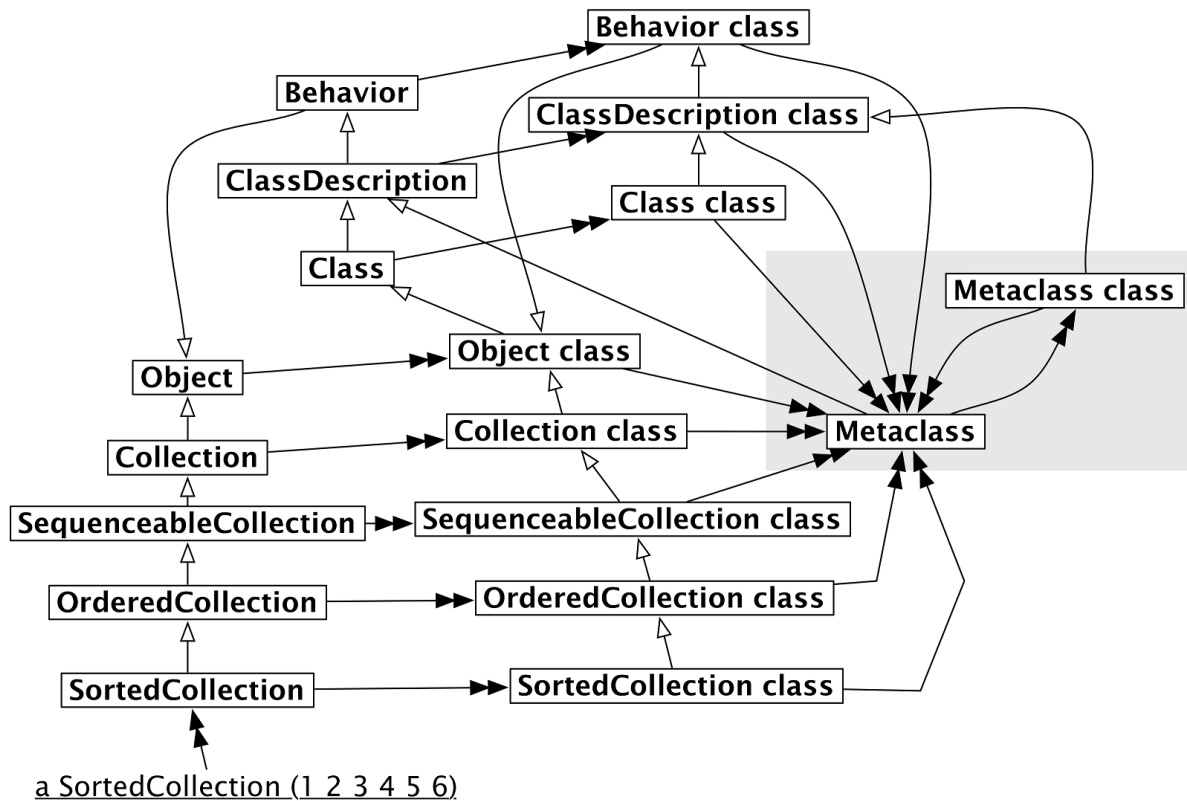 Behavior class
Behavior
ClassDescription class
ClassDescription
Class class
Class
Metaclass class
Object class
Object
Collection class
Metaclass
Collection
SequenceableCollection class
SequenceableCollection
OrderedCollection class
OrderedCollection
SortedCollection class
SortedCollection
a SortedCollection (1 2 3 4 5 6)